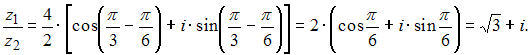 z₁/z₂ = 4/2 · [cos(π/3 − π/6) + i · sin(π/3 − π/6)] = 2 · (cos π/6 + i · sin π/6) = √3 + i.